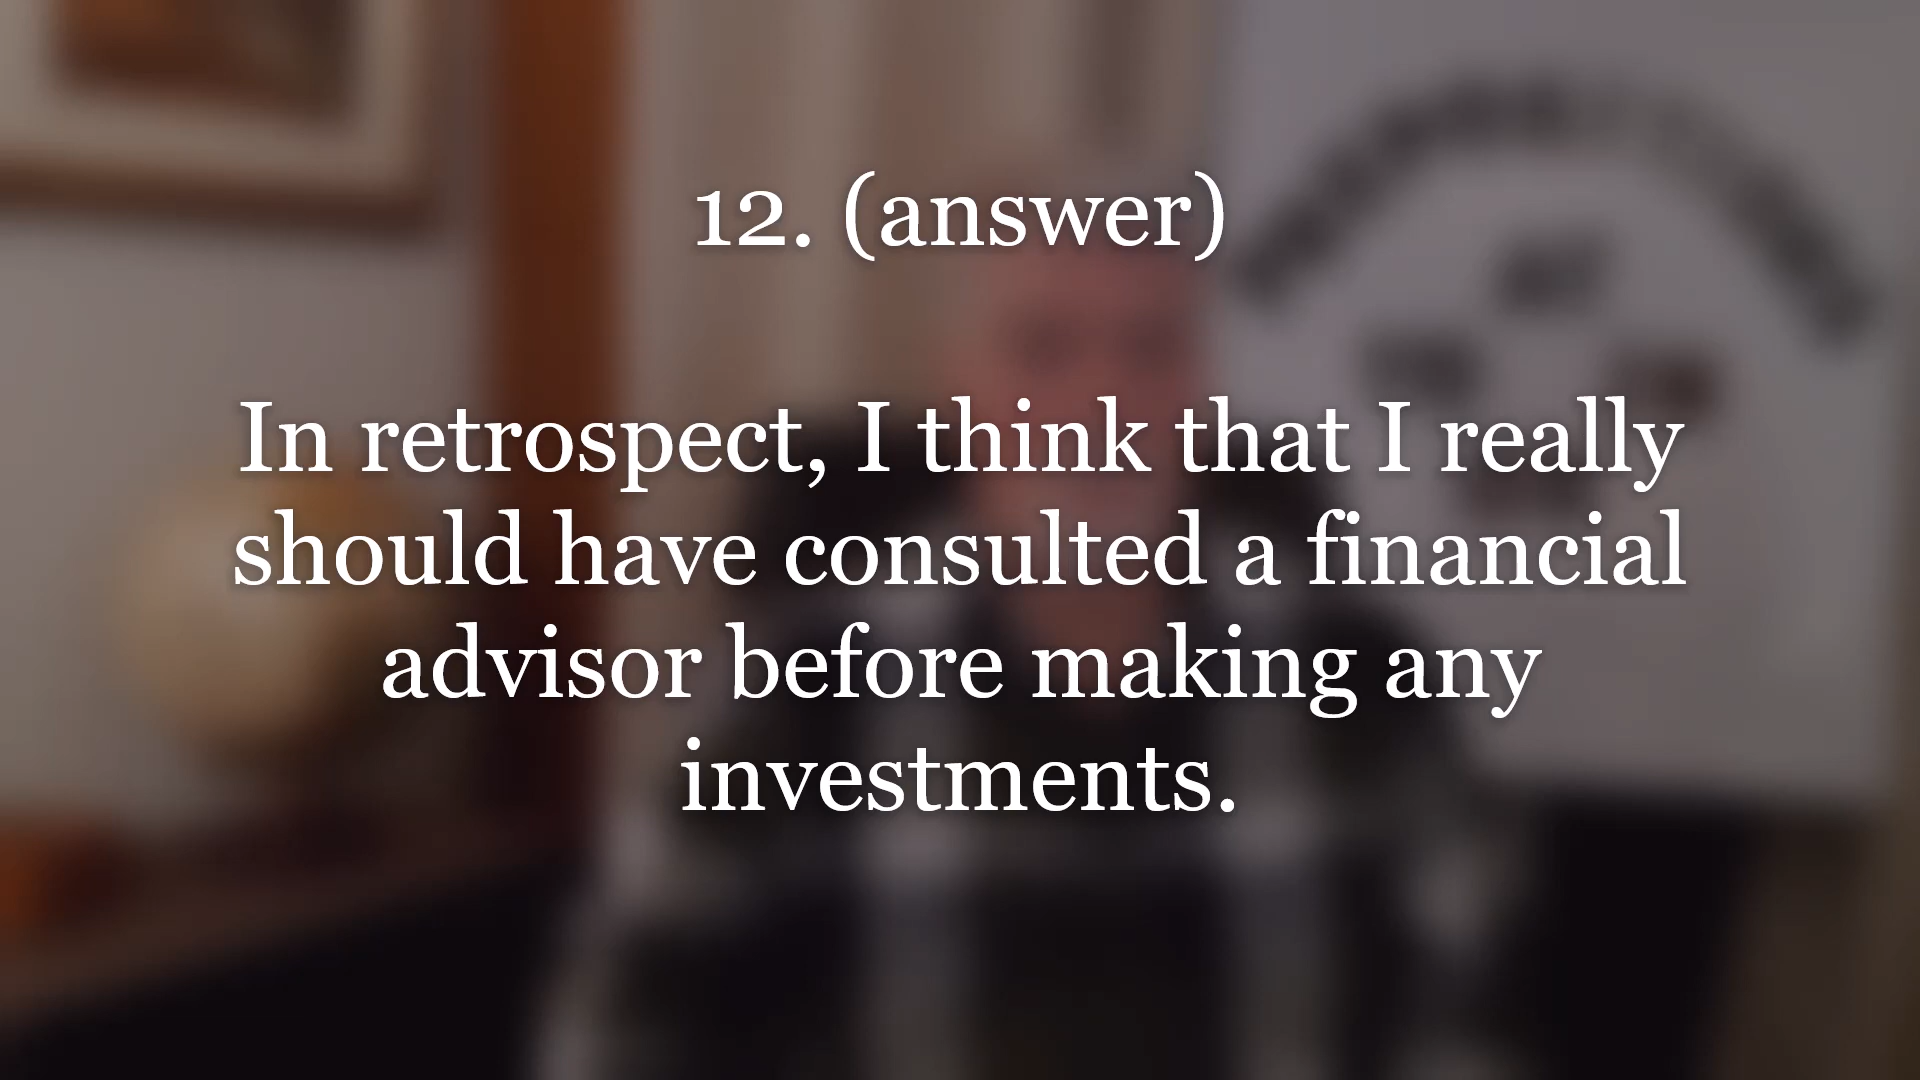 12. (answer)
In retrospect, I think that I really
should have consulted a financial
advisor before making any
investments.